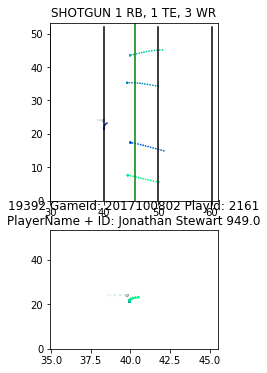 SHOTGUN 1 RB, 1 TE, 3 WR
50
40
30
20
10
0
30 40 50 60
19392 GameId: 2017100802 PlayId: 2161
PlayerName + ID: Jonathan Stewart 949.0
40
20
0
35.0 37.5 40.0 42.5 45.0